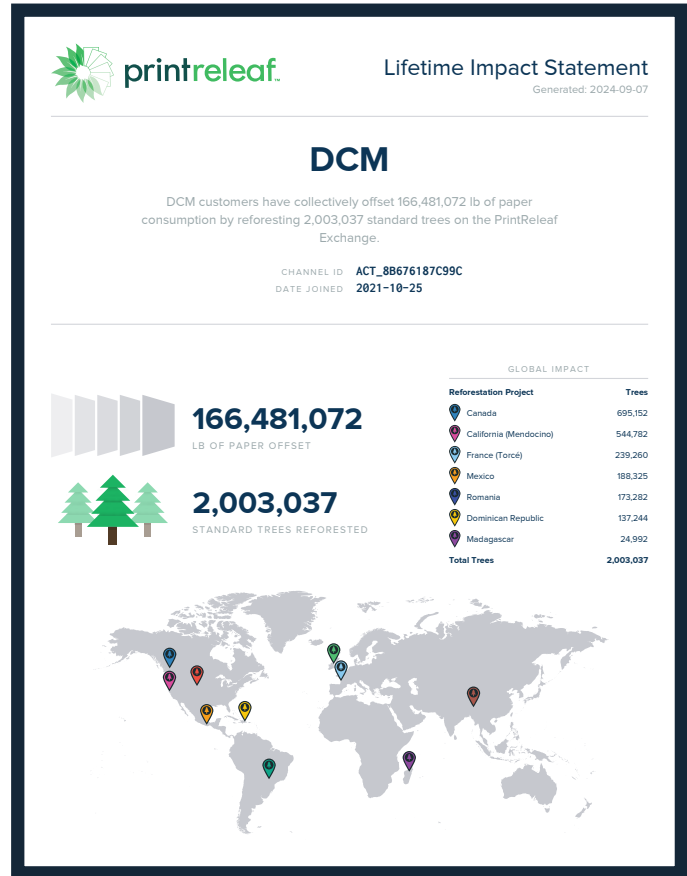 printreleaf™
Lifetime Impact Statement
Generated: 2024-09-07
DCM
DCM customers have collectively offset 166,481,072 lb of paper
consumption by reforesting 2,003,037 standard trees on the PrintReleaf
Exchange.
CHANNEL ID ACT_8B676187C99C
DATE JOINED 2021-10-25
166,481,072
LB OF PAPER OFFSET
2,003,037
STANDARD TREES REFORESTED
GLOBAL IMPACT
Reforestation Project Trees
Canada 695,152
California (Mendocino) 544,782
France (Torcé) 239,260
Mexico 188,325
Romania 173,282
Dominican Republic 137,244
Madagascar 24,992
Total Trees 2,003,037